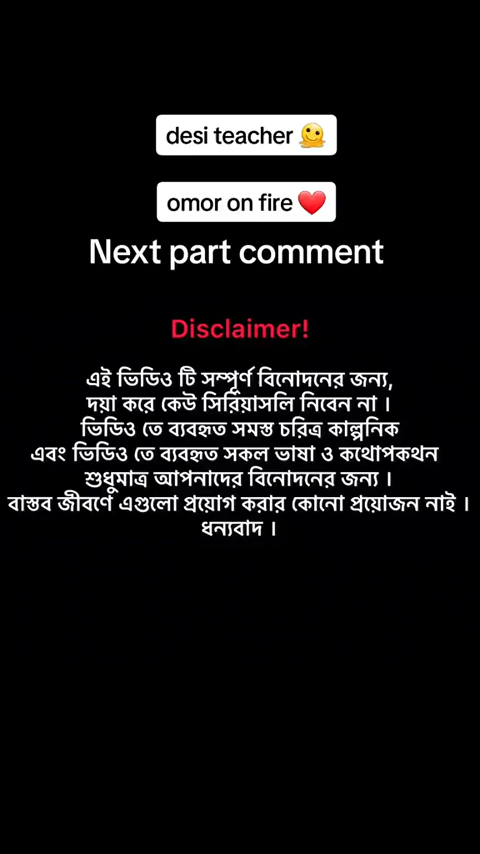 desi teacher 🫠
omor on fire ❤️
Next part comment
Disclaimer!
এই ভিডিও টি সম্পূর্ণ বিনোদনের জন্য,
দয়া করে কেউ সিরিয়াসলি নিবেন না ।
ভিডিও তে ব্যবহৃত সমস্ত চরিত্র কাল্পনিক
এবং ভিডিও তে ব্যবহৃত সকল ভাষা ও কথোপকথন
শুধুমাত্র আপনাদের বিনোদনের জন্য ।
বাস্তব জীবণে এগুলো প্রয়োগ করার কোনো প্রয়োজন নাই ।
ধন্যবাদ ।